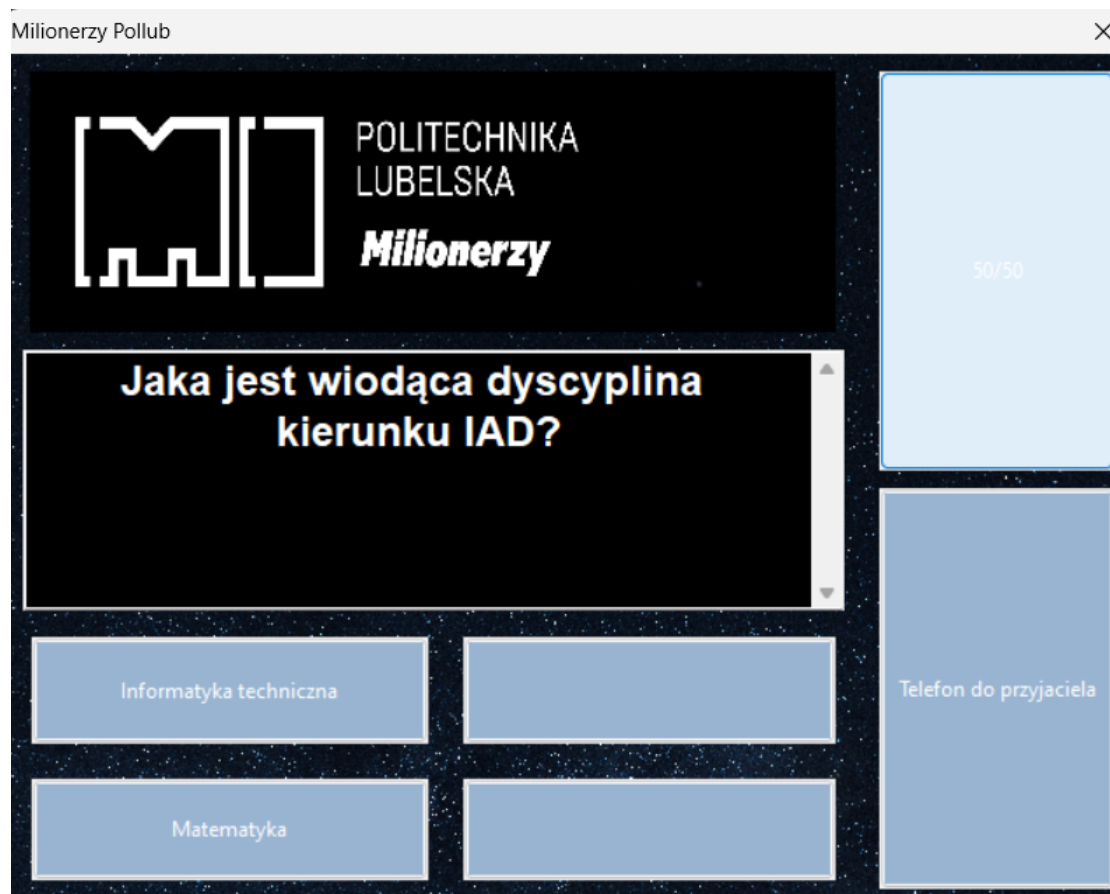 Milionerzy Pollub
POLITECHNIKA
LUBELSKA
Milionerzy
50/50
Jaka jest wiodąca dyscyplina
kierunku IAD?
Informatyka techniczna
Telefon do przyjaciela
Matematyka